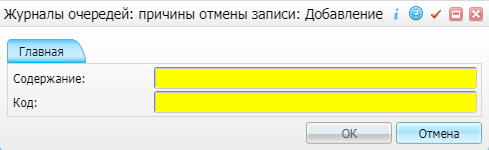 Журналы очередей: причины отмены записи: Добавление
Главная
Содержание:
Код:
ОК Отмена